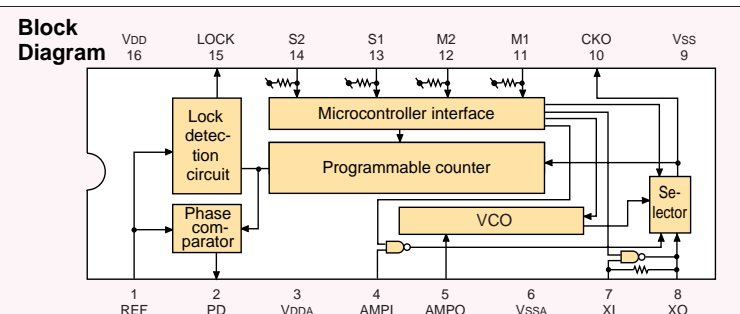 Block
Diagram
VDD LOCK S2 S1 M2 M1 CKO VSS
16 15 14 13 12 11 10 9
Microcontroller interface
Lock
detec-
tion
circuit
Programmable counter
Se-
lector
Phase
com-
parator
VCO
1 2 3 4 5 6 7 8
REF PD VDDA AMPI AMPO VSSA XI XO